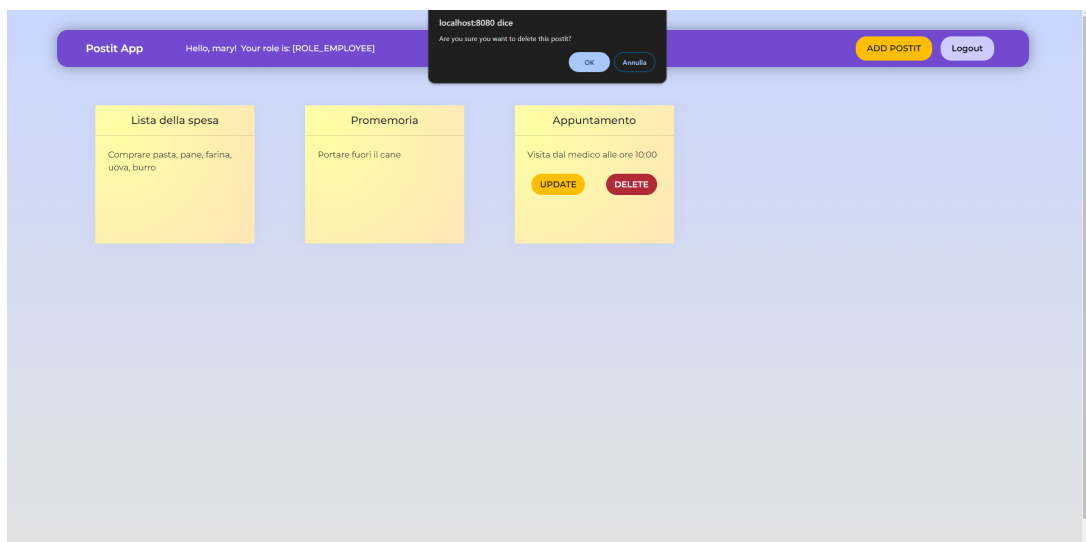 localhost:8080 dice
Are you sure you want to delete this postit?
OK
Annulla
Postit App
Hello, mary! Your role is: [ROLE_EMPLOYEE]
ADD POSTIT
Logout
Lista della spesa
Comprare pasta, pane, farina,
uova, burro
Promemoria
Portare fuori il cane
Appuntamento
Visita dal medico alle ore 10:00
UPDATE
DELETE